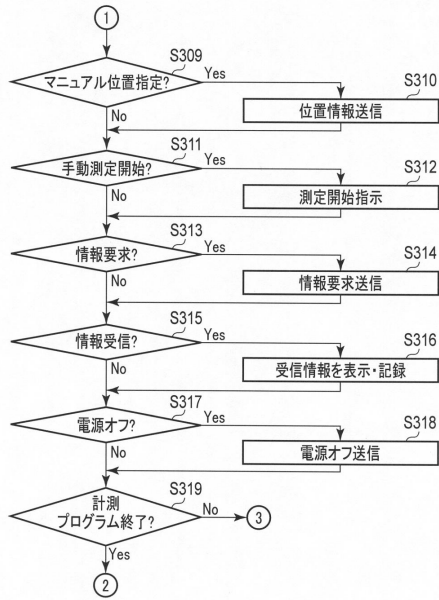 ①
S309
マニュアル位置指定?
Yes
S310
位置情報送信
No
S311
手動測定開始?
Yes
S312
測定開始指示
No
S313
情報要求?
Yes
S314
情報要求送信
No
S315
情報受信?
Yes
S316
受信情報を表示・記録
No
S317
電源オフ?
Yes
S318
電源オフ送信
No
S319
計測
プログラム終了?
No
③
Yes
②